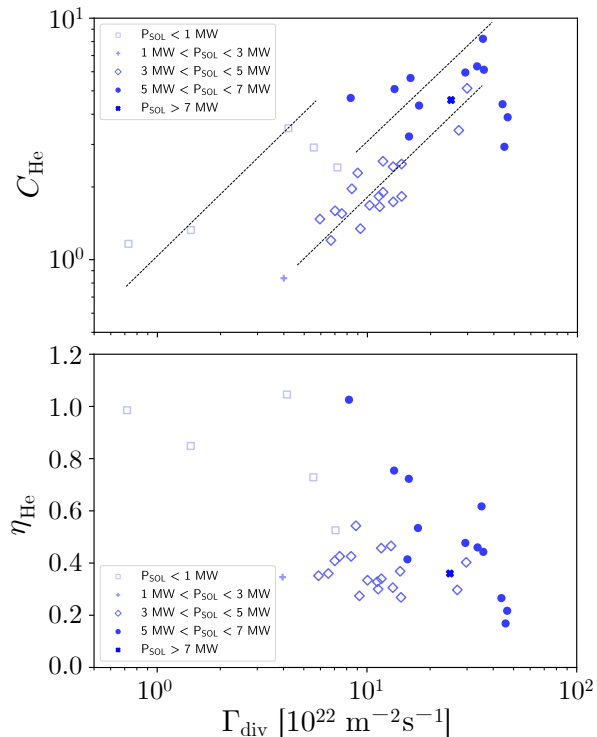 10¹
P_SOL < 1 MW
1 MW < P_SOL < 3 MW
3 MW < P_SOL < 5 MW
5 MW < P_SOL < 7 MW
P_SOL > 7 MW
C_He
10⁰
1.2
1.0
0.8
η_He
0.6
0.4
P_SOL < 1 MW
1 MW < P_SOL < 3 MW
3 MW < P_SOL < 5 MW
5 MW < P_SOL < 7 MW
P_SOL > 7 MW
0.2
0.0
10⁰ 10¹ 10²
Γ_div [10²² m⁻²s⁻¹]